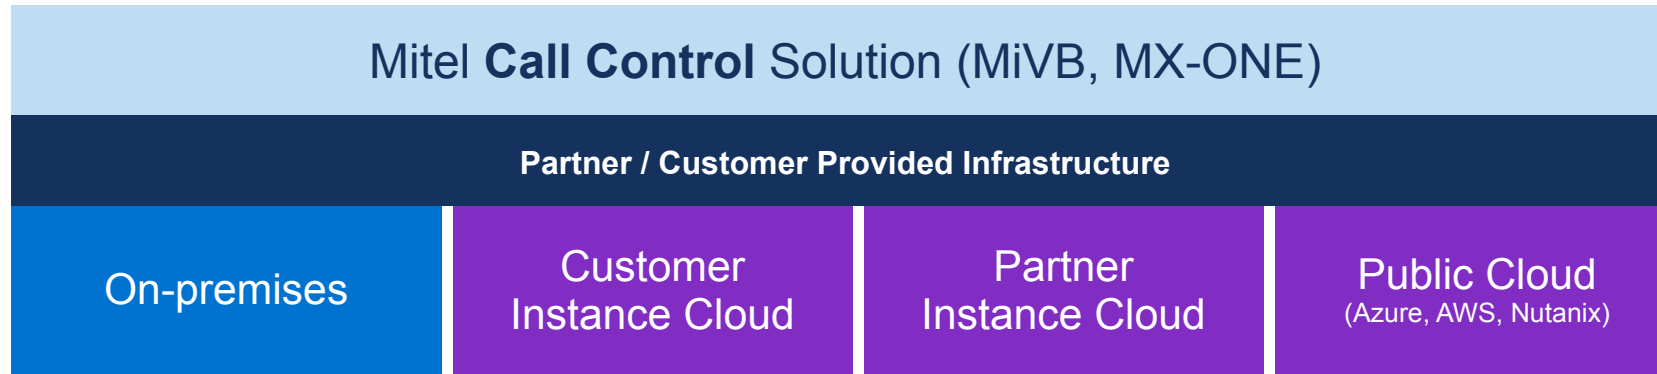 Mitel Call Control Solution (MiVB, MX-ONE)
Partner / Customer Provided Infrastructure
On-premises
Customer
Instance Cloud
Partner
Instance Cloud
Public Cloud
(Azure, AWS, Nutanix)